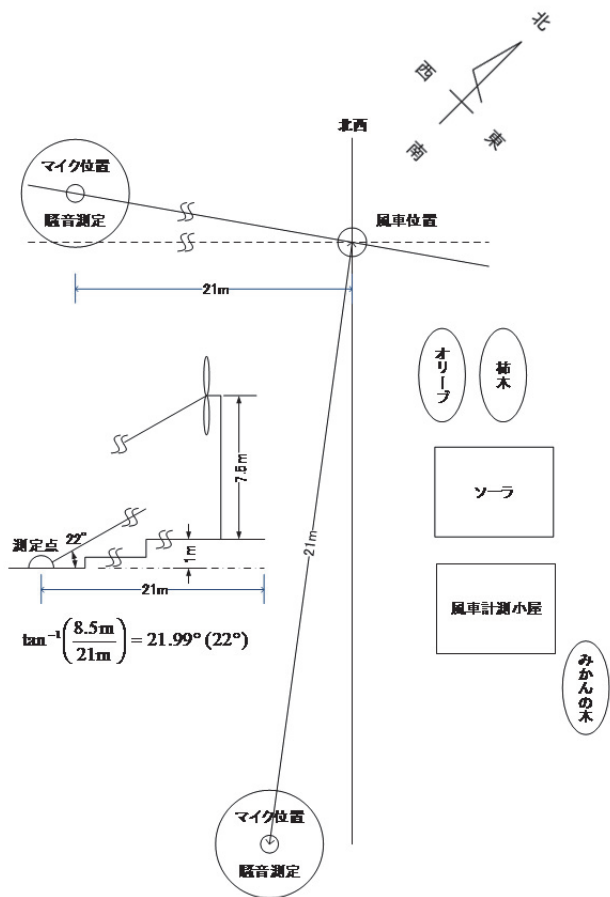 北
西
東
南
北西
マイク位置
騒音測定
風車位置
21m
オリーブ
柿木
7.5m
ソーラ
測定点
22°
1m
21m
21m
風車計測小屋
tan⁻¹(8.5m/21m) = 21.99° (22°)
みかんの木
マイク位置
騒音測定